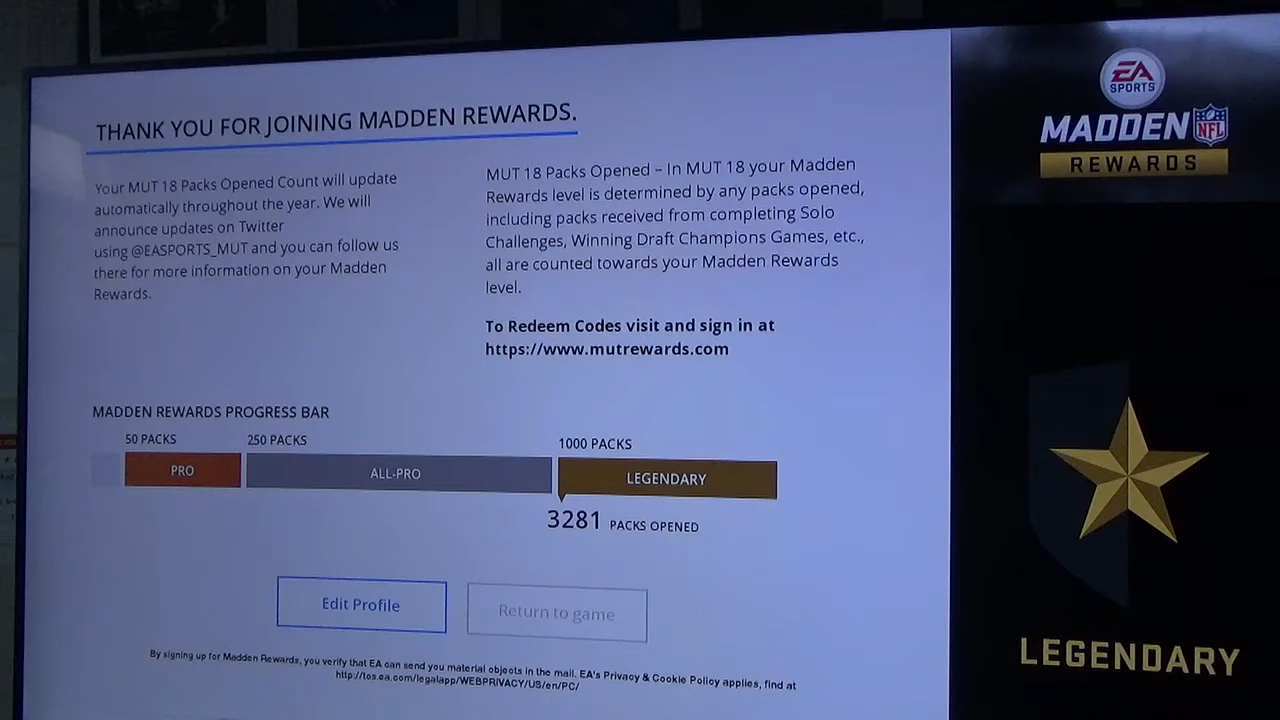 THANK YOU FOR JOINING MADDEN REWARDS.
Your MUT 18 Packs Opened Count will update
automatically throughout the year. We will
announce updates on Twitter
using @EASPORTS_MUT and you can follow us
there for more information on your Madden
Rewards.
MUT 18 Packs Opened – In MUT 18 your Madden
Rewards level is determined by any packs opened,
including packs received from completing Solo
Challenges, Winning Draft Champions Games, etc.,
all are counted towards your Madden Rewards
level.
To Redeem Codes visit and sign in at
https://www.mutrewards.com
MADDEN REWARDS PROGRESS BAR
50 PACKS 250 PACKS 1000 PACKS
PRO ALL-PRO LEGENDARY
3281 PACKS OPENED
Edit Profile Return to game
By signing up for Madden Rewards, you verify that EA can send you material objects in the mail. EA's Privacy & Cookie Policy applies, find at
http://tos.ea.com/legalapp/WEBPRIVACY/US/en/PC/
EA
SPORTS
MADDEN NFL
REWARDS
LEGENDARY